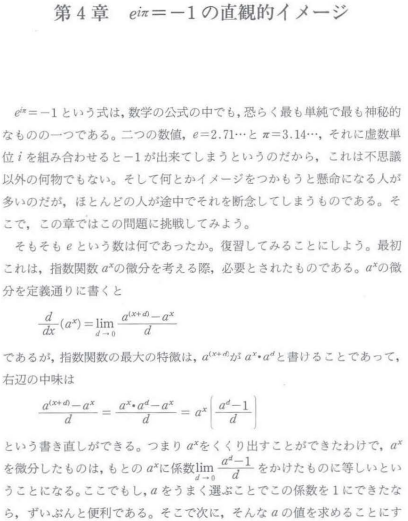 第4章　e^{iπ}＝−1の直観的イメージ
e^{iπ}＝−1という式は，数学の公式の中でも，恐らく最も単純で最も神秘的
なものの一つである。二つの数値，e＝2.71…とπ＝3.14…，それに虚数単
位iを組み合わせると−1が出来てしまうというのだから，これは不思議
以外の何物でもない。そして何とかイメージをつかもうと懸命になる人が
多いのだが，ほとんどの人が途中でそれを断念してしまうものである。そ
こで，この章ではこの問題に挑戦してみよう。
そもそもeという数は何であったか。復習してみることにしよう。最初
これは，指数関数a^xの微分を考える際，必要とされたものである。a^xの微
分を定義通りに書くと
d/dx (a^x)＝lim_{d→0} (a^{(x+d)}−a^x)/d
であるが，指数関数の最大の特徴は，a^{(x+d)}がa^x•a^dと書けることであって，
右辺の中味は
(a^{(x+d)}−a^x)/d ＝ (a^x•a^d−a^x)/d ＝ a^x[(a^d−1)/d]
という書き直しができる。つまりa^xをくくり出すことができたわけで，a^x
を微分したものは，もとのa^xに係数lim_{d→0} (a^d−1)/d をかけたものに等しいとい
うことになる。ここでもし，aをうまく選ぶことでこの係数を1にできたな
ら，ずいぶんと便利である。そこで次に，そんなaの値を求めることにす